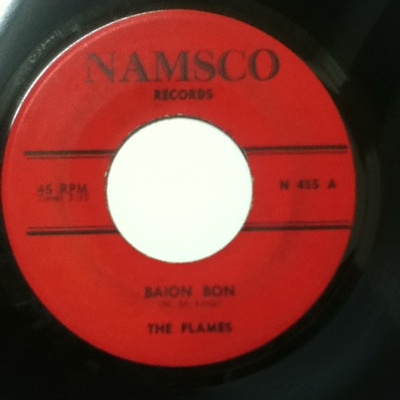 NAMSCO
RECORDS
45 RPM
N 455 A
BAION BON
THE FLAMES